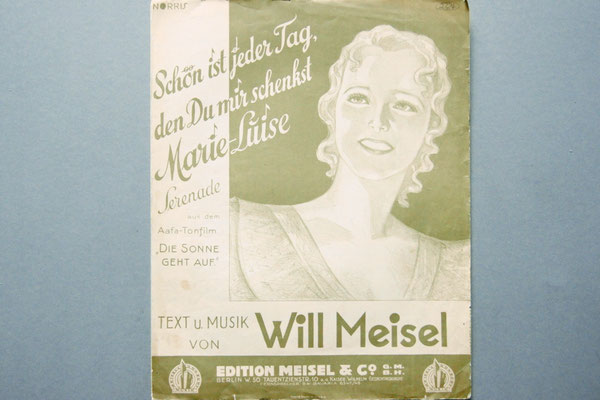 NORRÚ
Schön ist jeder Tag,
den Du mir schenkst
Marie-Luise
Serenade
aus dem
Aafa-Tonfilm
„DIE SONNE
GEHT AUF“
TEXT U. MUSIK
VON
Will Meisel
EDITION MEISEL & CO G.M.
B.H.
BERLIN W. 50 TAUENTZIENSTR. 10